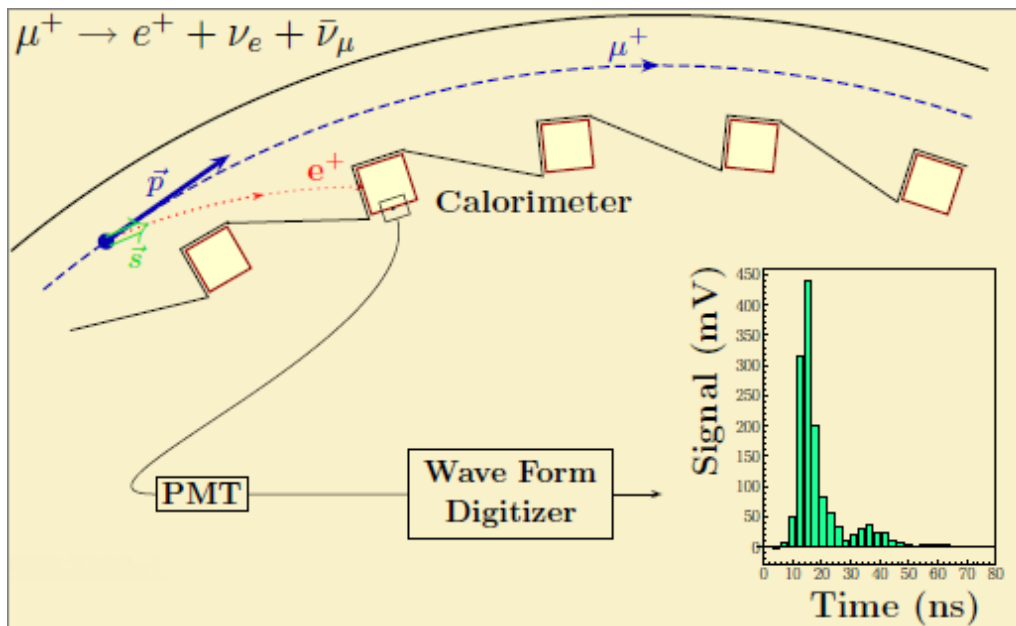 μ⁺ → e⁺ + νₑ + ν̄_μ
μ⁺
p⃗
e⁺
s⃗
Calorimeter
PMT
Wave Form
Digitizer
Signal (mV)
450
400
350
300
250
200
150
100
50
0
0 10 20 30 40 50 60 70 80
Time (ns)